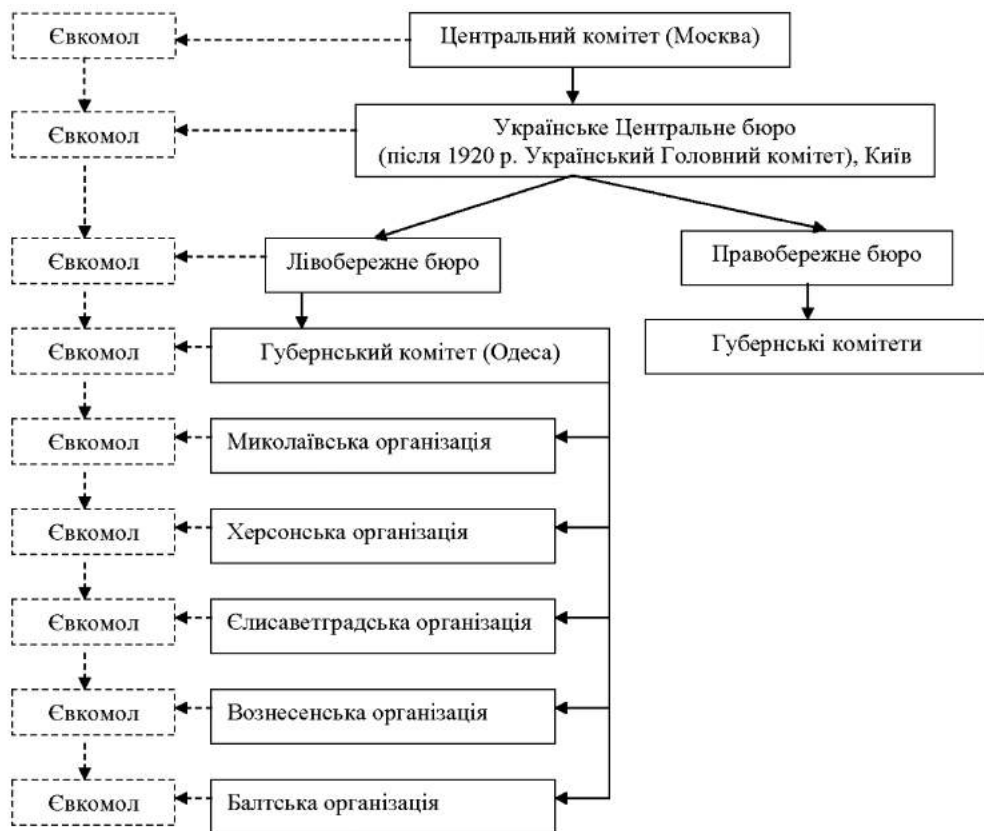 Євкомол
Центральний комітет (Москва)
Євкомол
Українське Центральне бюро
(після 1920 р. Український Головний комітет), Київ
Євкомол
Лівобережне бюро
Правобережне бюро
Євкомол
Губернський комітет (Одеса)
Губернські комітети
Євкомол
Миколаївська організація
Євкомол
Херсонська організація
Євкомол
Єлисаветградська організація
Євкомол
Вознесенська організація
Євкомол
Балтська організація